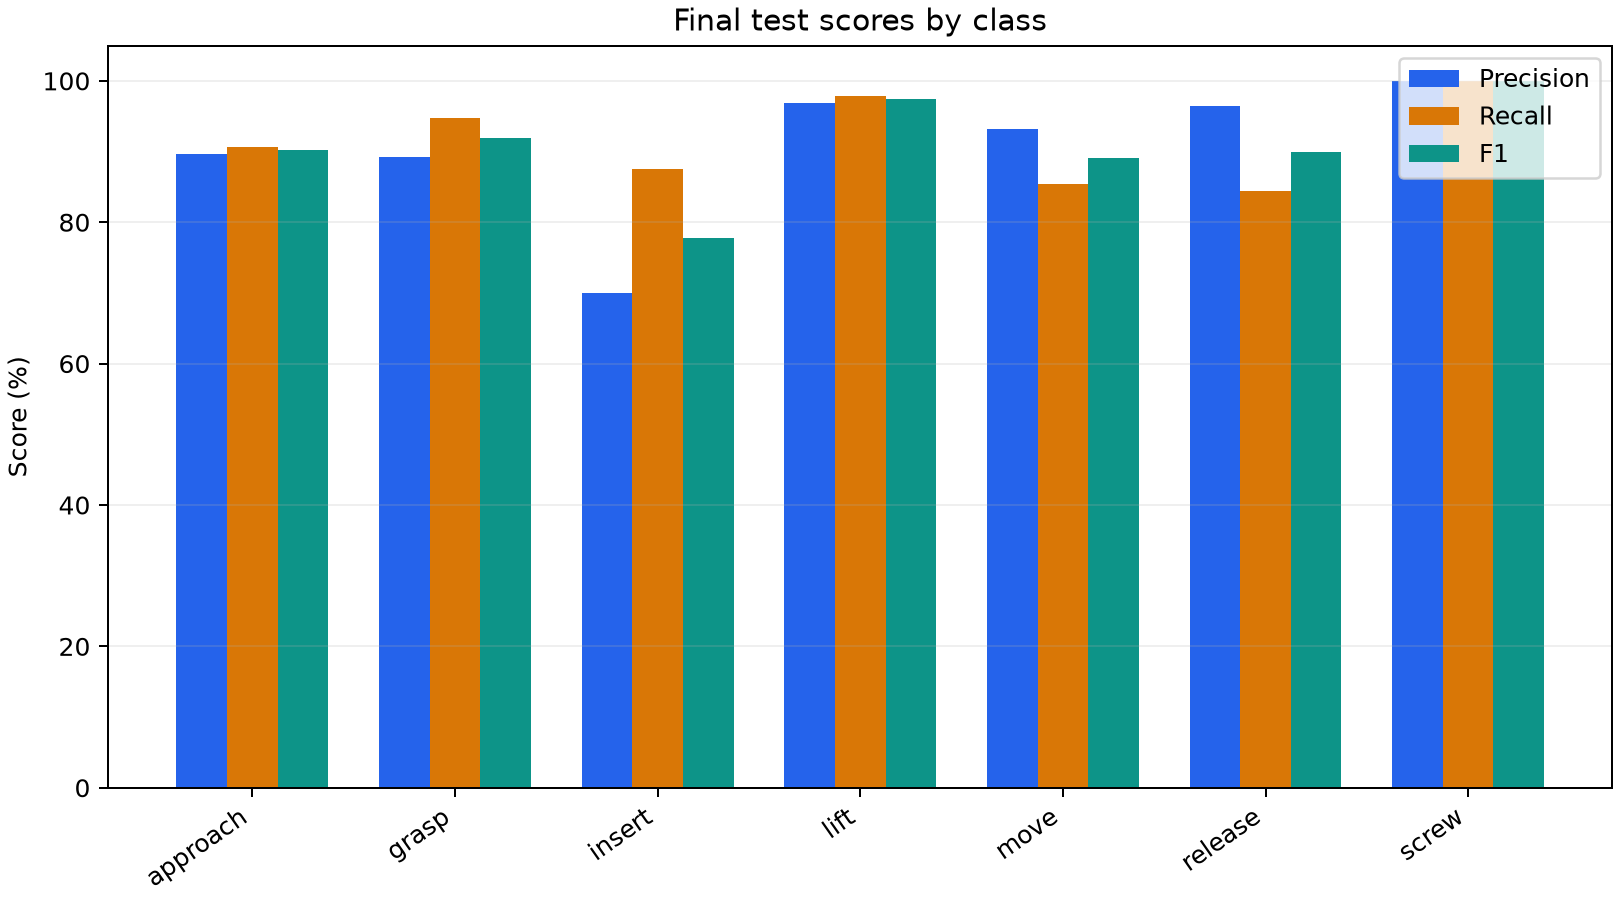 Final test scores by class
Precision
Recall
F1
Score (%)
100
80
60
40
20
0
approach
grasp
insert
lift
move
release
screw